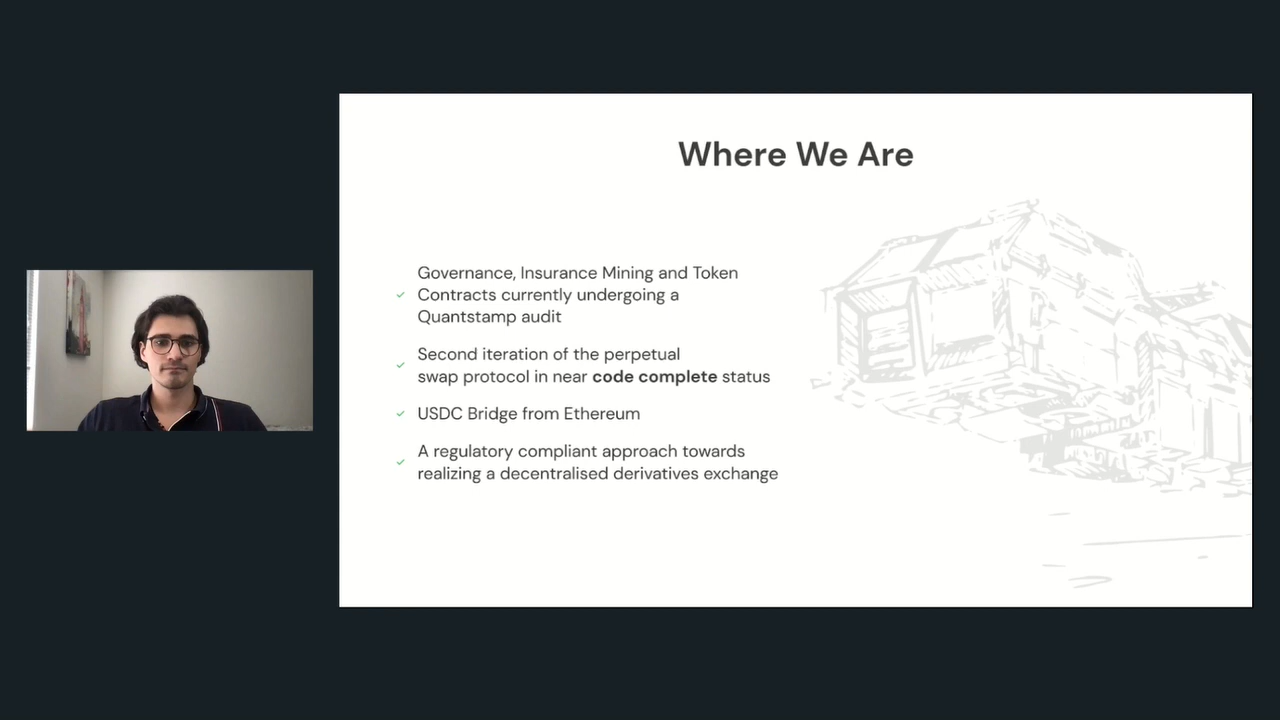 Where We Are
Governance, Insurance Mining and Token
Contracts currently undergoing a
Quantstamp audit
Second iteration of the perpetual
swap protocol in near code complete status
USDC Bridge from Ethereum
A regulatory compliant approach towards
realizing a decentralised derivatives exchange